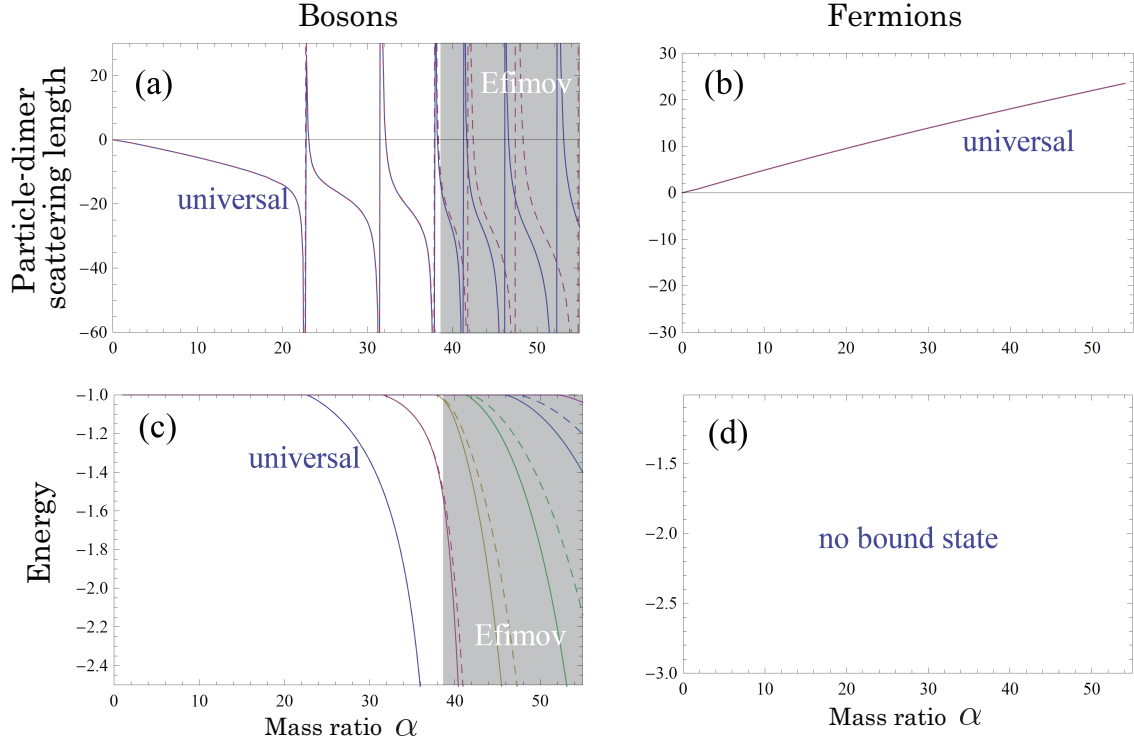 Bosons
Fermions
Particle-dimer
scattering length
(a)
Efimov
universal
20
0
−20
−40
−60
0
10
20
30
40
50
(b)
universal
30
20
10
0
−10
−20
−30
0
10
20
30
40
50
Energy
(c)
universal
Efimov
−1.0
−1.2
−1.4
−1.6
−1.8
−2.0
−2.2
−2.4
0
10
20
30
40
50
Mass ratio α
(d)
no bound state
−1.5
−2.0
−2.5
−3.0
0
10
20
30
40
50
Mass ratio α